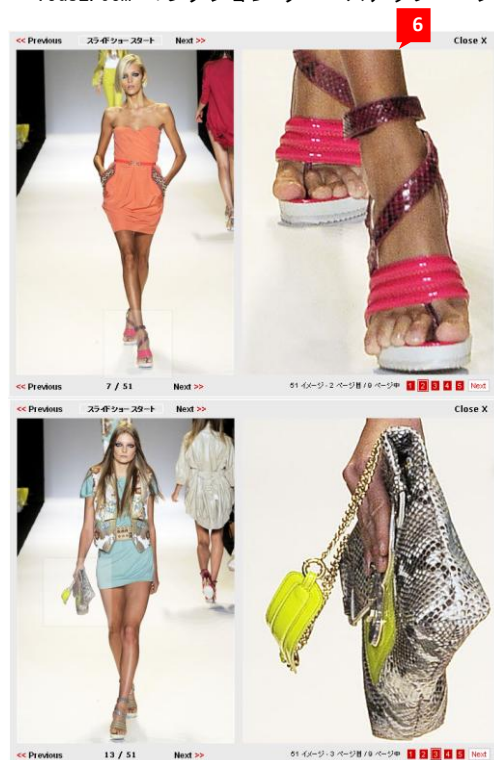 6
<< Previous スライドショースタート Next >> Close X
<< Previous 7 / 51 Next >> 51 イメージ - 2 ページ目 / 9 ページ中 1 2 3 4 5 Next
<< Previous スライドショースタート Next >> Close X
<< Previous 13 / 51 Next >> 51 イメージ - 3 ページ目 / 9 ページ中 1 2 3 4 5 Next